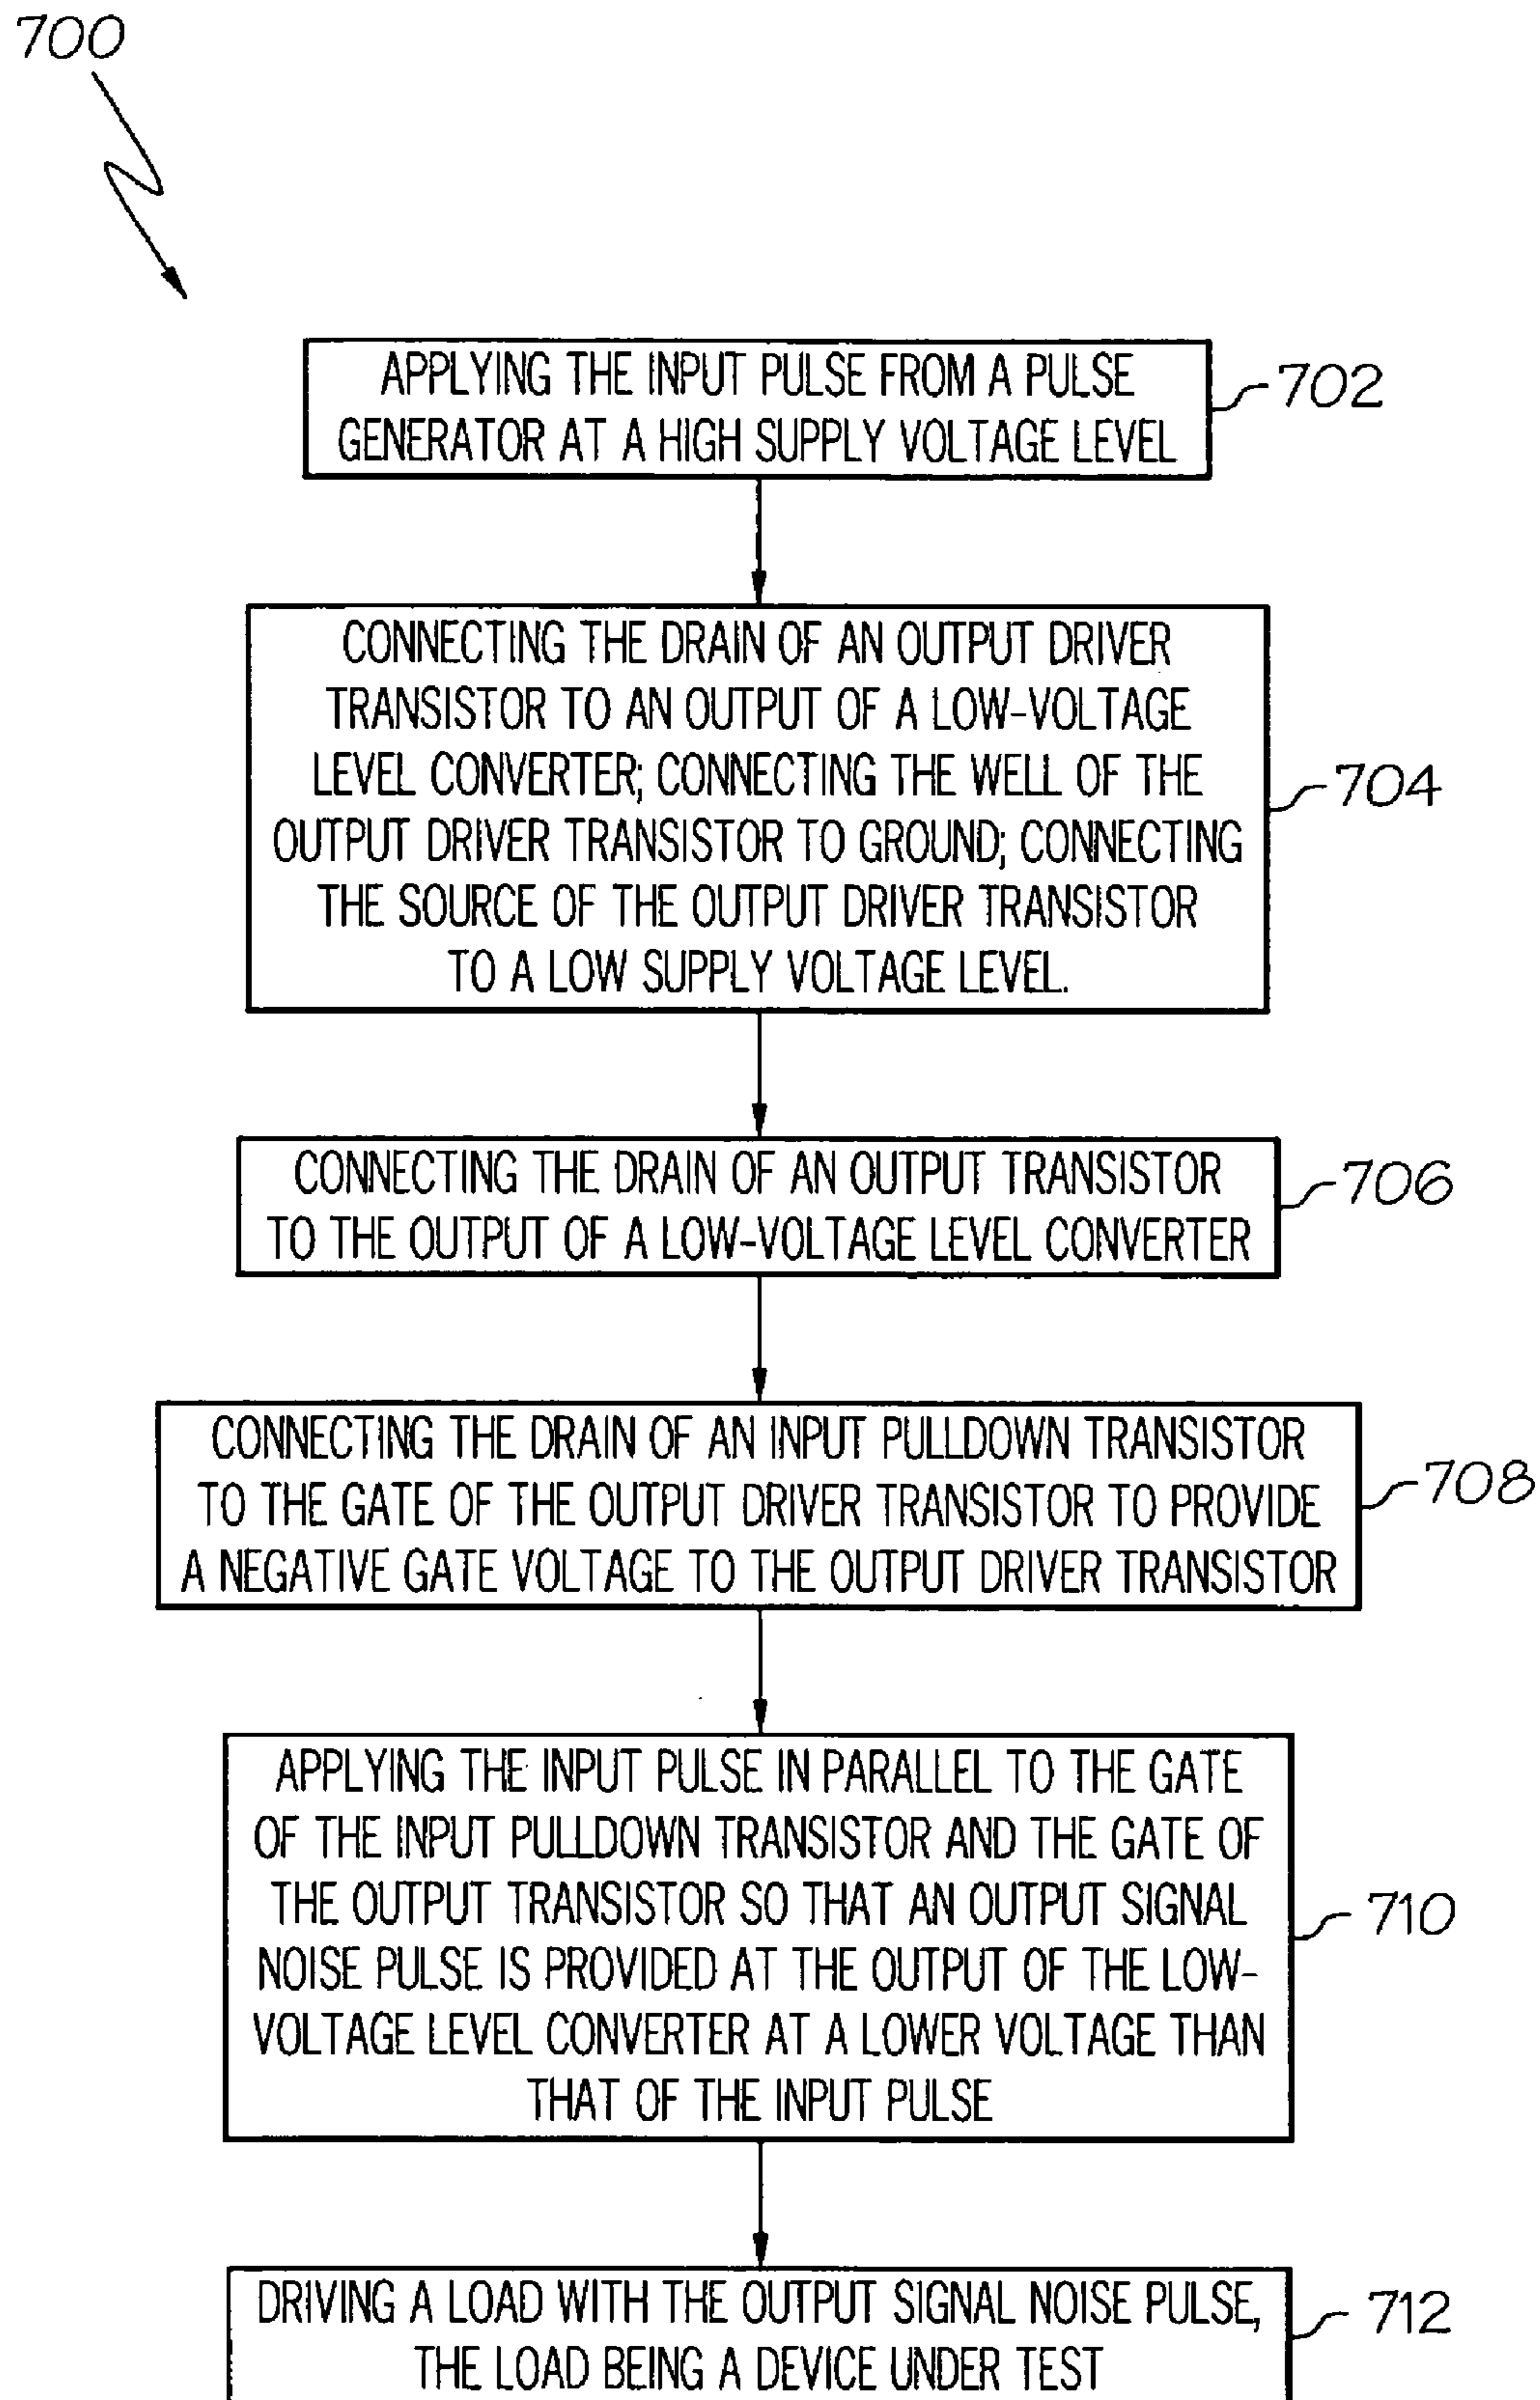 700
APPLYING THE INPUT PULSE FROM A PULSE
GENERATOR AT A HIGH SUPPLY VOLTAGE LEVEL
702
CONNECTING THE DRAIN OF AN OUTPUT DRIVER
TRANSISTOR TO AN OUTPUT OF A LOW-VOLTAGE
LEVEL CONVERTER; CONNECTING THE WELL OF THE
OUTPUT DRIVER TRANSISTOR TO GROUND; CONNECTING
THE SOURCE OF THE OUTPUT DRIVER TRANSISTOR
TO A LOW SUPPLY VOLTAGE LEVEL.
704
CONNECTING THE DRAIN OF AN OUTPUT TRANSISTOR
TO THE OUTPUT OF A LOW-VOLTAGE LEVEL CONVERTER
706
CONNECTING THE DRAIN OF AN INPUT PULLDOWN TRANSISTOR
TO THE GATE OF THE OUTPUT DRIVER TRANSISTOR TO PROVIDE
A NEGATIVE GATE VOLTAGE TO THE OUTPUT DRIVER TRANSISTOR
708
APPLYING THE INPUT PULSE IN PARALLEL TO THE GATE
OF THE INPUT PULLDOWN TRANSISTOR AND THE GATE OF
THE OUTPUT TRANSISTOR SO THAT AN OUTPUT SIGNAL
NOISE PULSE IS PROVIDED AT THE OUTPUT OF THE LOW-
VOLTAGE LEVEL CONVERTER AT A LOWER VOLTAGE THAN
THAT OF THE INPUT PULSE
710
DRIVING A LOAD WITH THE OUTPUT SIGNAL NOISE PULSE,
THE LOAD BEING A DEVICE UNDER TEST
712